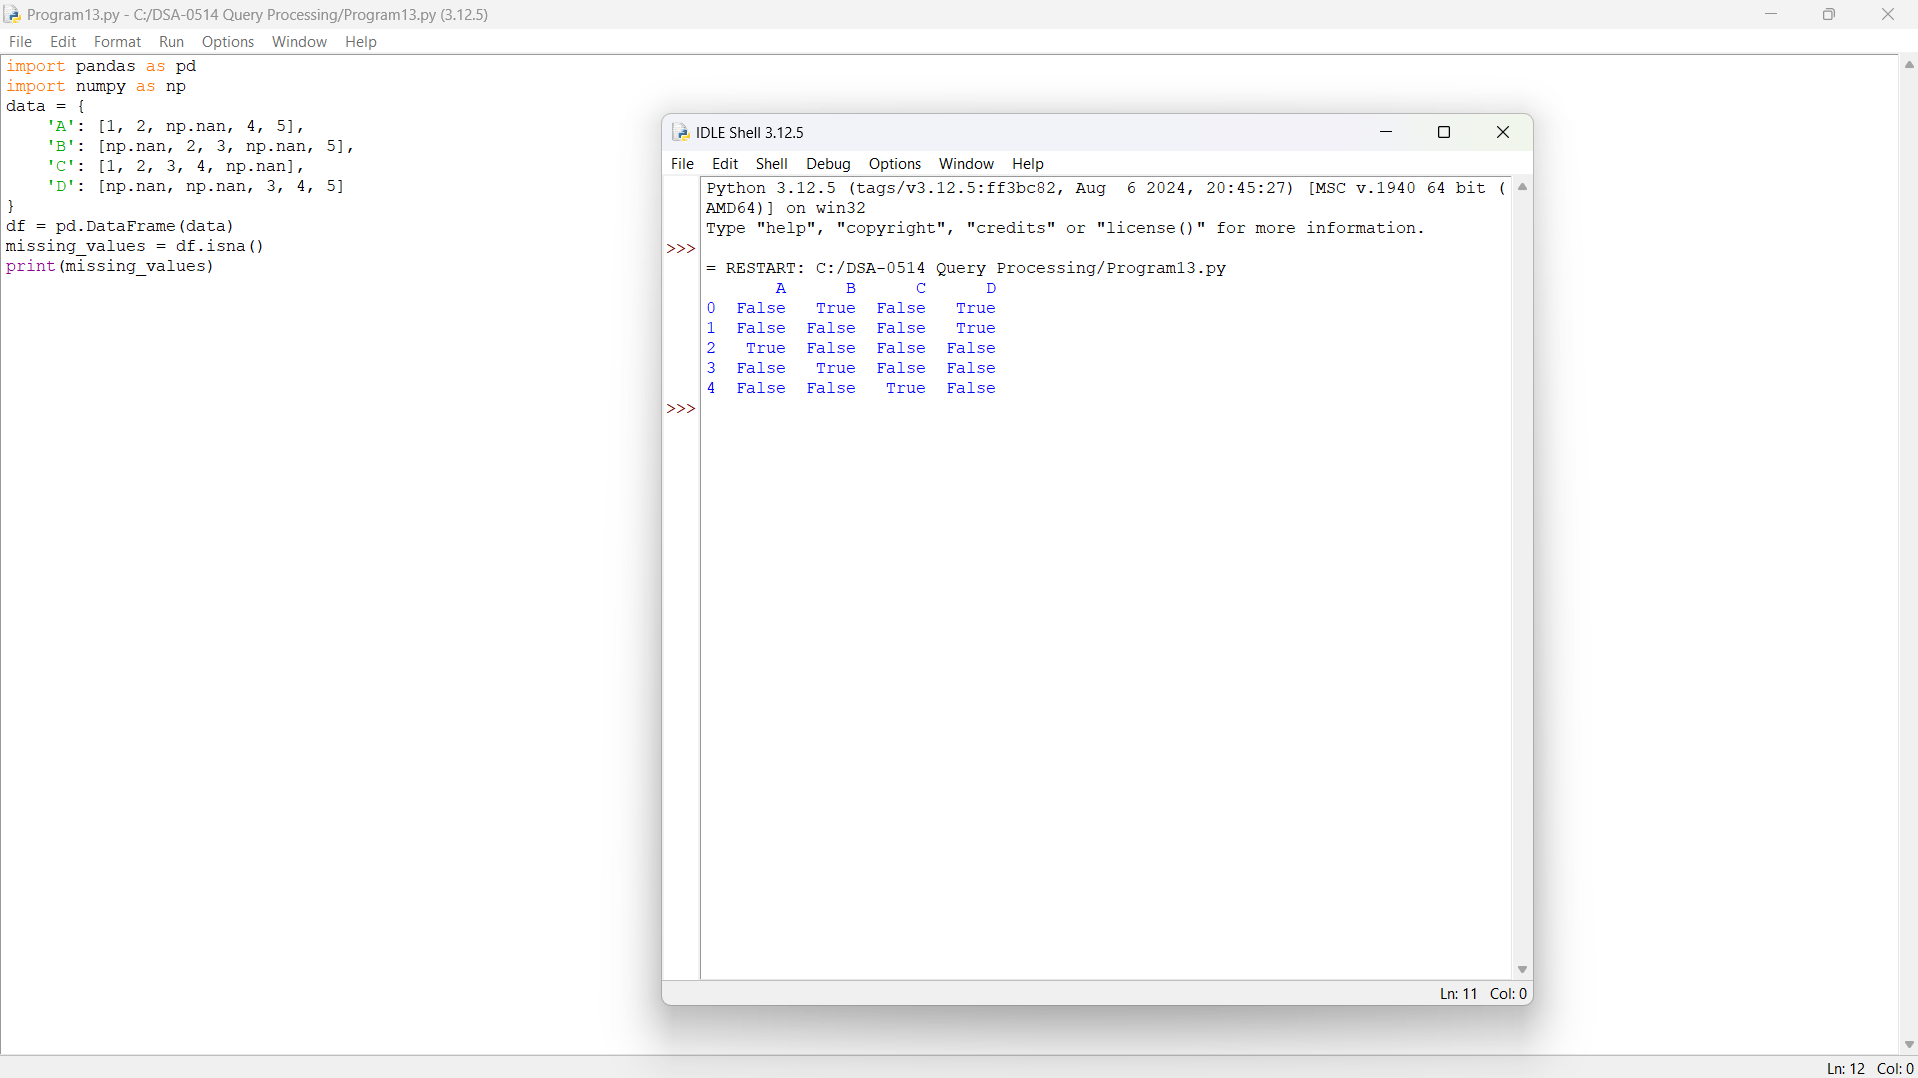 Program13.py - C:/DSA-0514 Query Processing/Program13.py (3.12.5)
File Edit Format Run Options Window Help
import pandas as pd
import numpy as np
data = {
    'A': [1, 2, np.nan, 4, 5],
    'B': [np.nan, 2, 3, np.nan, 5],
    'C': [1, 2, 3, 4, np.nan],
    'D': [np.nan, np.nan, 3, 4, 5]
}
df = pd.DataFrame(data)
missing_values = df.isna()
print(missing_values)
IDLE Shell 3.12.5
File Edit Shell Debug Options Window Help
Python 3.12.5 (tags/v3.12.5:ff3bc82, Aug  6 2024, 20:45:27) [MSC v.1940 64 bit (
AMD64)] on win32
Type "help", "copyright", "credits" or "license()" for more information.
>>>
= RESTART: C:/DSA-0514 Query Processing/Program13.py
       A      B      C      D
0  False   True  False   True
1  False  False  False   True
2   True  False  False  False
3  False   True  False  False
4  False  False   True  False
>>>
Ln: 11 Col: 0
Ln: 12 Col: 0